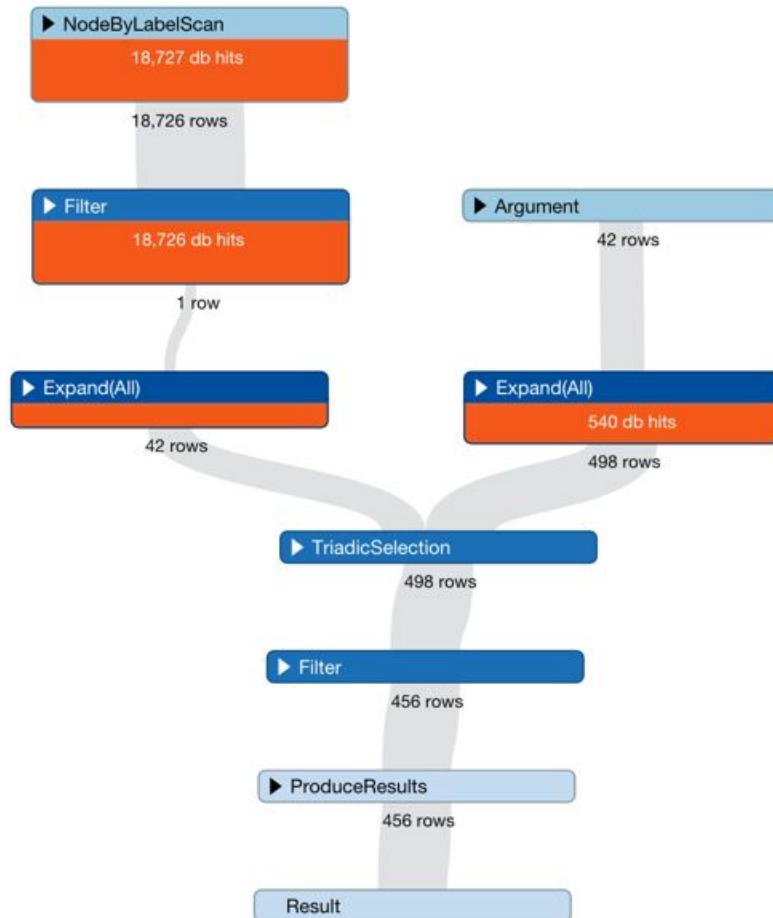 NodeByLabelScan
18,727 db hits
18,726 rows
Filter
18,726 db hits
1 row
Argument
42 rows
Expand(All)
42 rows
Expand(All)
540 db hits
498 rows
TriadicSelection
498 rows
Filter
456 rows
ProduceResults
456 rows
Result